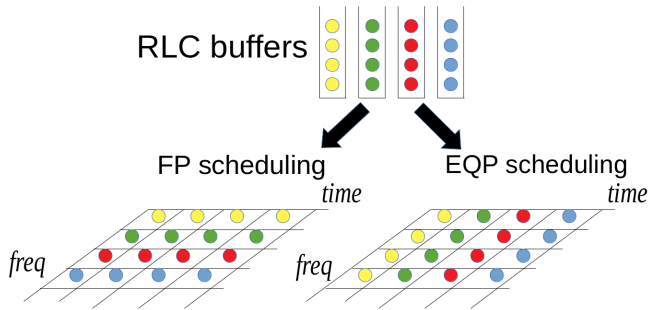 RLC buffers
FP scheduling
EQP scheduling
time
time
freq
freq